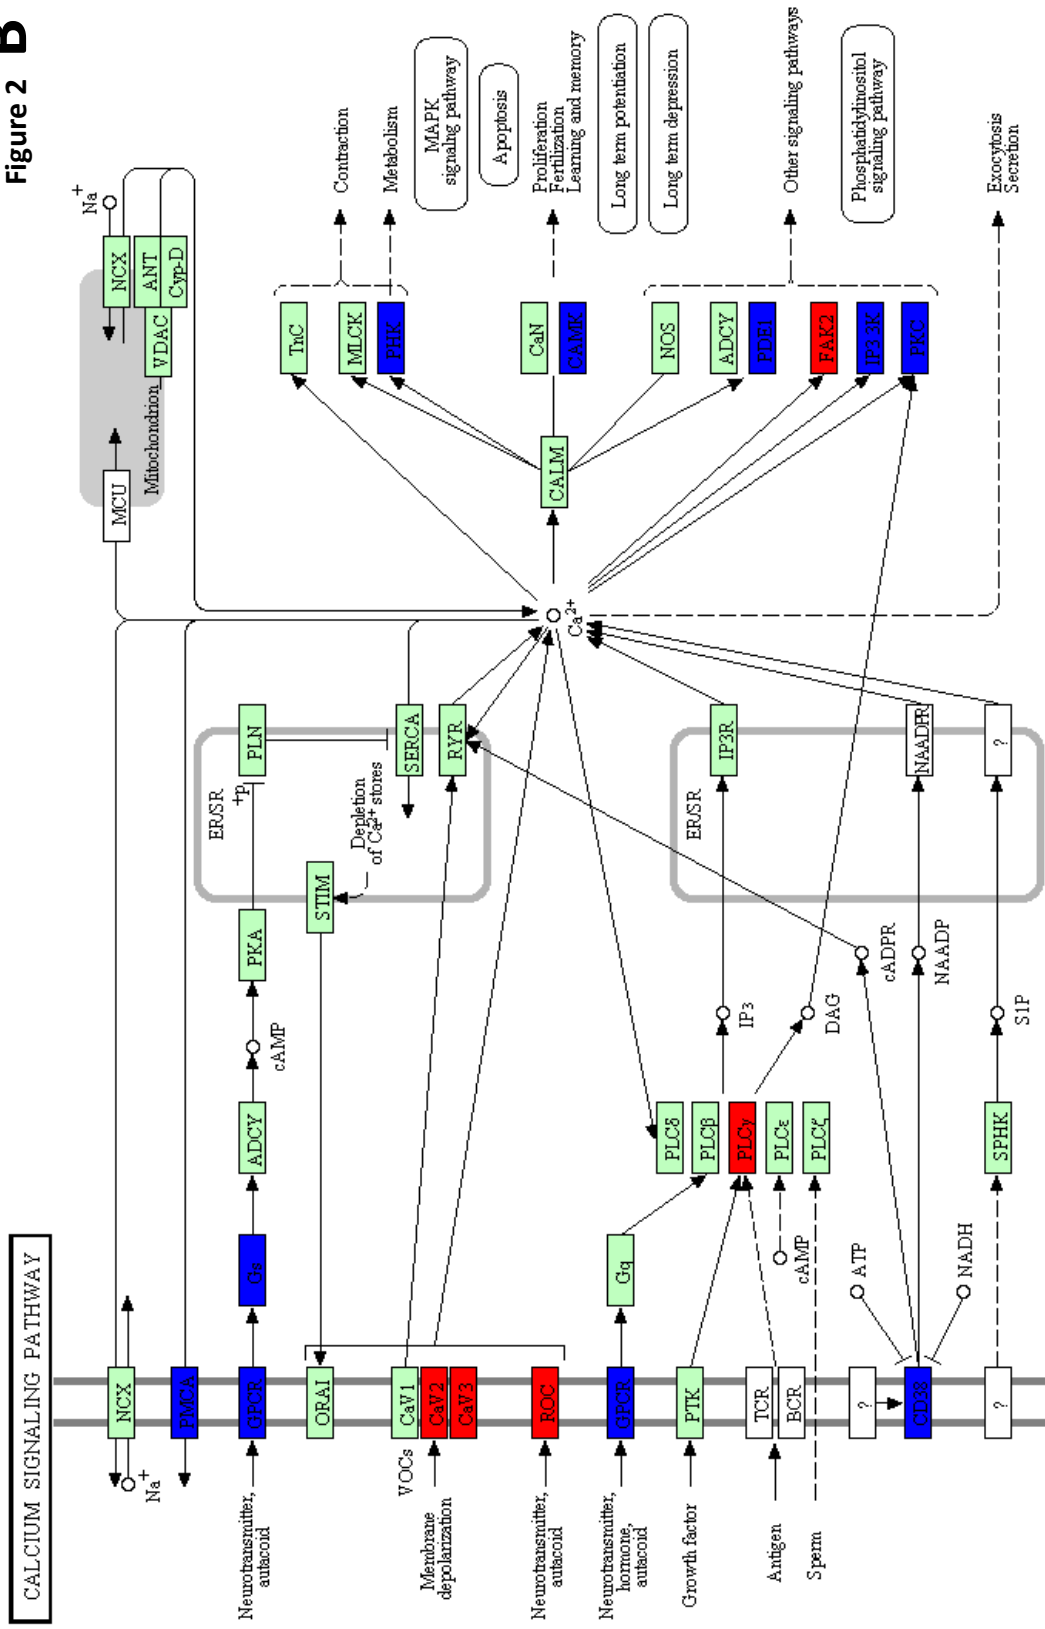 Figure 2 B
CALCIUM SIGNALING PATHWAY
Na+
NCX
Na+
NCX
MCU
Mitochondrion
VDAC
ANT
Cyp-D
PMCA
Neurotransmitter,
autacoid
GPCR
Gs
ADCY
cAMP
PKA
+p
PLN
ER/SR
ORAI
STIM
Depletion
of Ca2+ stores
SERCA
RYR
VOCs
CaV1
CaV2
CaV3
Membrane
depolarization
Neurotransmitter,
autacoid
ROC
Neurotransmitter,
hormone,
autacoid
GPCR
Gq
Growth factor
PTK
Antigen
TCR
BCR
Sperm
cAMP
PLCδ
PLCβ
PLCγ
PLCε
PLCζ
IP3
DAG
ER/SR
IP3R
?
ATP
CD38
NADH
cADPR
NAADP
NAADPR
?
SPHK
S1P
?
Ca2+
CALM
TnC
MLCK
PHK
CaN
CAMK
NOS
ADCY
PDE1
FAK2
IP3 3K
PKC
Contraction
Metabolism
MAPK
signaling pathway
Apoptosis
Proliferation
Fertilization
Learning and memory
Long term potentiation
Long term depression
Other signaling pathways
Phosphatidylinositol
signaling pathway
Exocytosis
Secretion